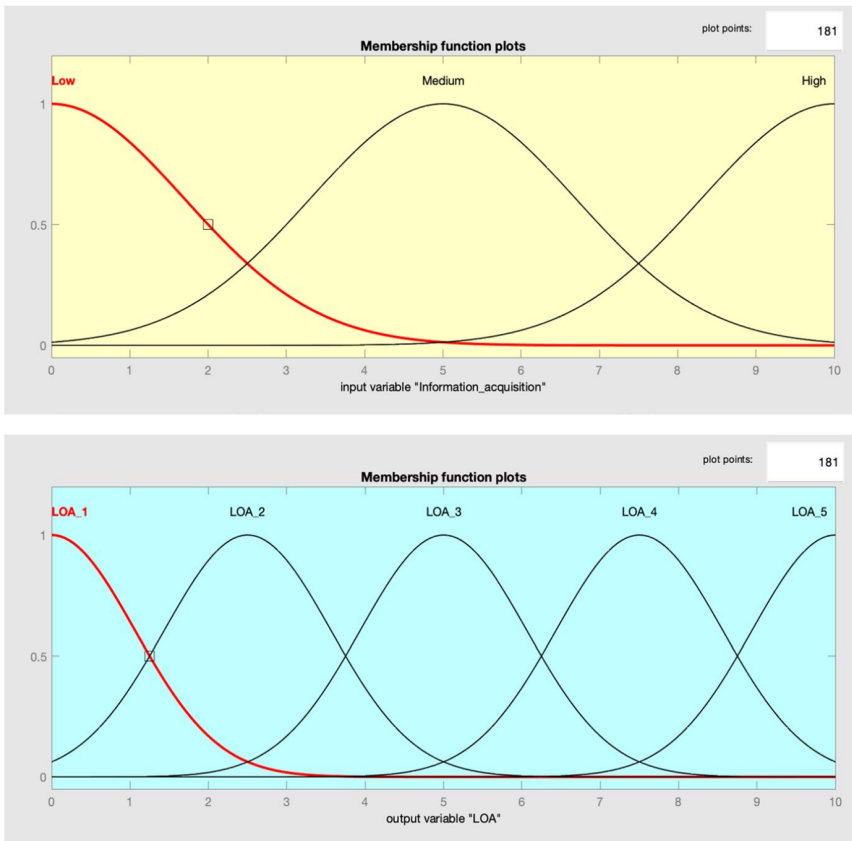 plot points: 181
Membership function plots
Low Medium High
1
0.5
0
0 1 2 3 4 5 6 7 8 9 10
input variable "Information_acquisition"
plot points: 181
Membership function plots
LOA_1 LOA_2 LOA_3 LOA_4 LOA_5
1
0.5
0
0 1 2 3 4 5 6 7 8 9 10
output variable "LOA"